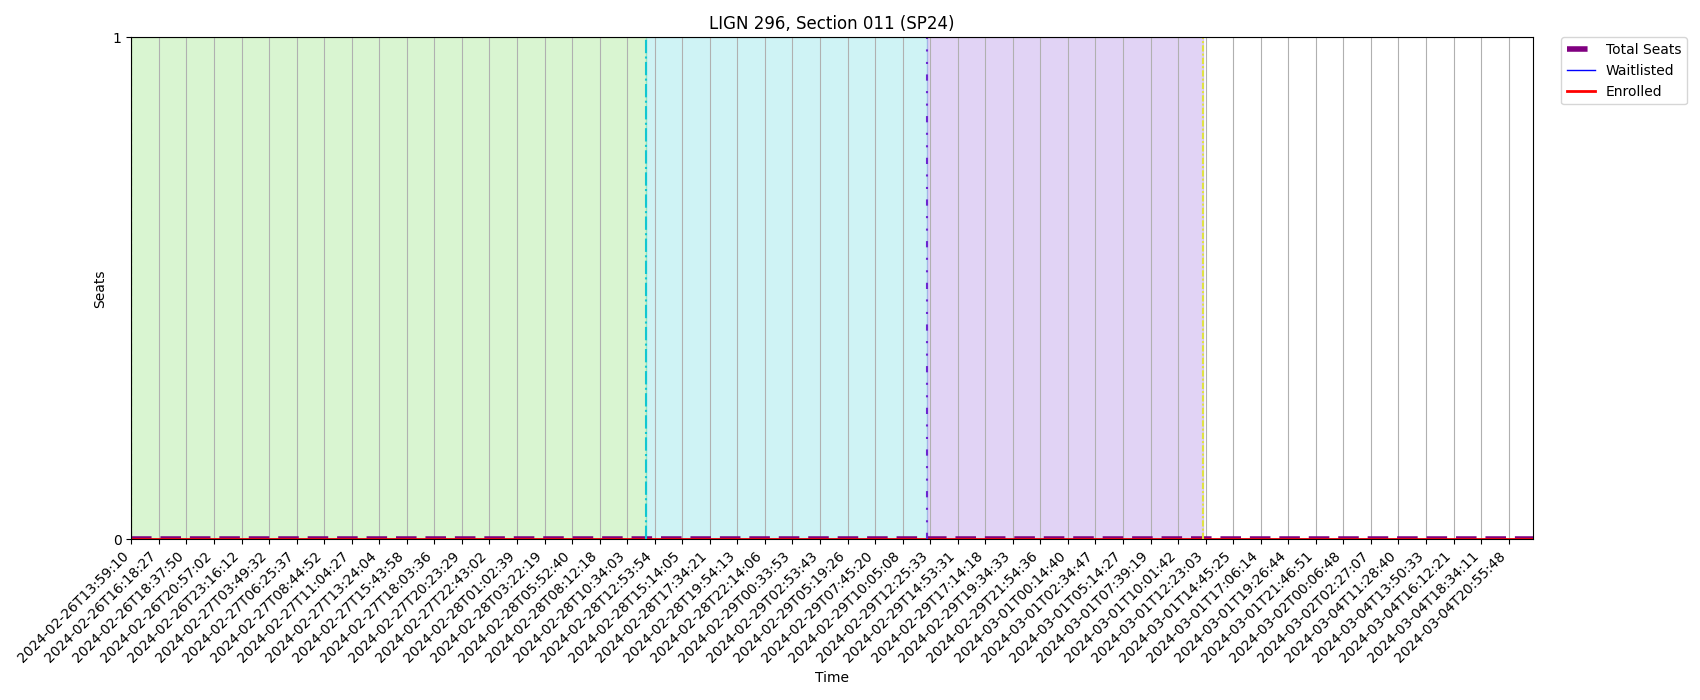 LIGN 296, Section 011 (SP24)
Total Seats
Waitlisted
Enrolled
1
Seats
0
2024-02-26T13:59:10
2024-02-26T16:18:27
2024-02-26T18:37:50
2024-02-26T20:57:02
2024-02-26T23:16:12
2024-02-27T03:49:32
2024-02-27T06:25:37
2024-02-27T08:44:52
2024-02-27T11:04:27
2024-02-27T13:24:04
2024-02-27T15:43:58
2024-02-27T18:03:36
2024-02-27T20:23:29
2024-02-27T22:43:02
2024-02-28T01:02:39
2024-02-28T03:22:19
2024-02-28T05:52:40
2024-02-28T08:12:18
2024-02-28T10:34:03
2024-02-28T12:53:54
2024-02-28T15:14:05
2024-02-28T17:34:21
2024-02-28T19:54:13
2024-02-28T22:14:06
2024-02-29T00:33:53
2024-02-29T02:53:43
2024-02-29T05:19:26
2024-02-29T07:45:20
2024-02-29T10:05:08
2024-02-29T12:25:33
2024-02-29T14:53:31
2024-02-29T17:14:18
2024-02-29T19:34:33
2024-02-29T21:54:36
2024-03-01T00:14:40
2024-03-01T02:34:47
2024-03-01T05:14:27
2024-03-01T07:39:19
2024-03-01T10:01:42
2024-03-01T12:23:03
2024-03-01T14:45:25
2024-03-01T17:06:14
2024-03-01T19:26:44
2024-03-01T21:46:51
2024-03-02T00:06:48
2024-03-02T02:27:07
2024-03-04T11:28:40
2024-03-04T13:50:33
2024-03-04T16:12:21
2024-03-04T18:34:11
2024-03-04T20:55:48
Time